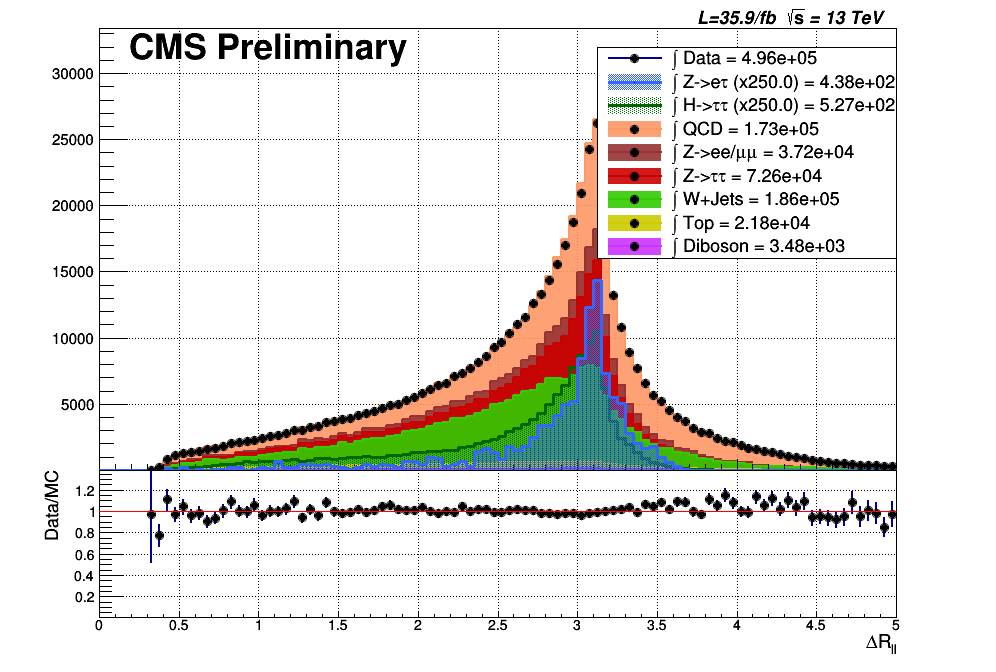 L=35.9/fb √s = 13 TeV
CMS Preliminary
∫ Data = 4.96e+05
∫ Z->eτ (x250.0) = 4.38e+02
∫ H->ττ (x250.0) = 5.27e+02
∫ QCD = 1.73e+05
∫ Z->ee/μμ = 3.72e+04
∫ Z->ττ = 7.26e+04
∫ W+Jets = 1.86e+05
∫ Top = 2.18e+04
∫ Diboson = 3.48e+03
30000
25000
20000
15000
10000
5000
Data/MC
1.2
1
0.8
0.6
0.4
0.2
0 0.5 1 1.5 2 2.5 3 3.5 4 4.5 5
ΔR_ll